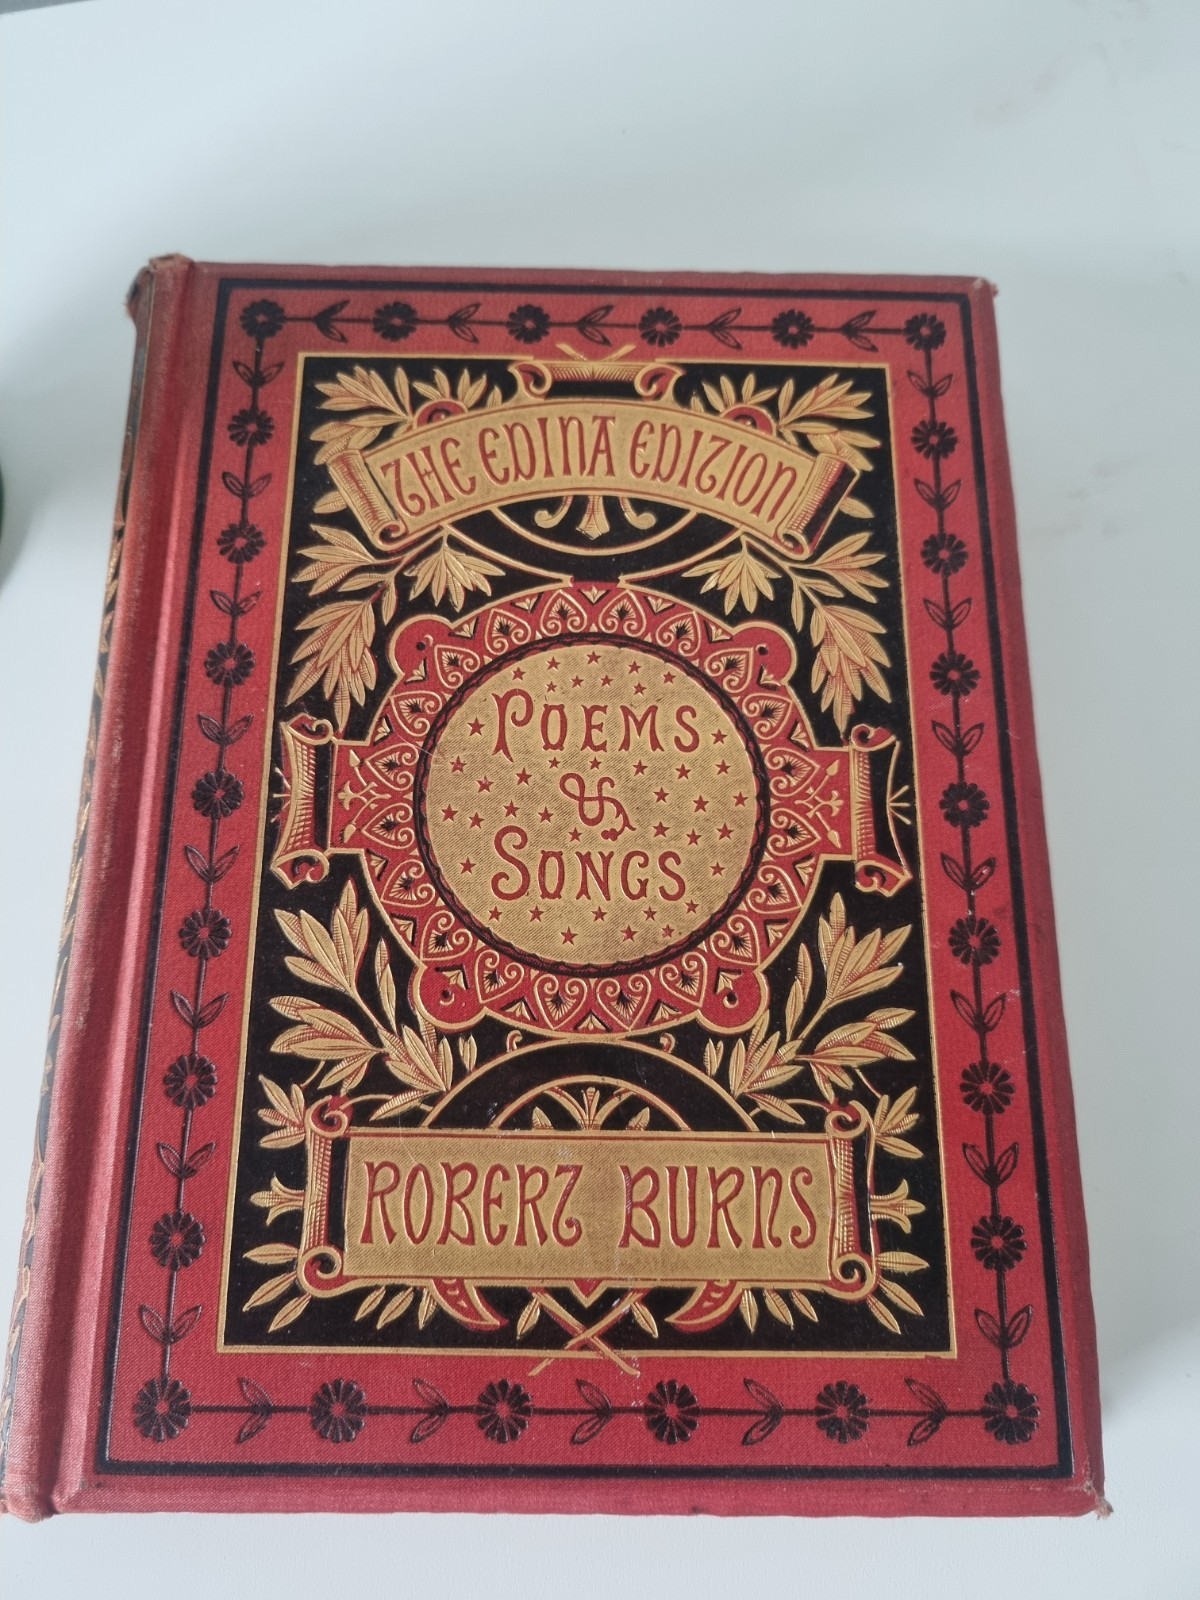 THE EDINA EDITION
POEMS
&
SONGS
ROBERT BURNS